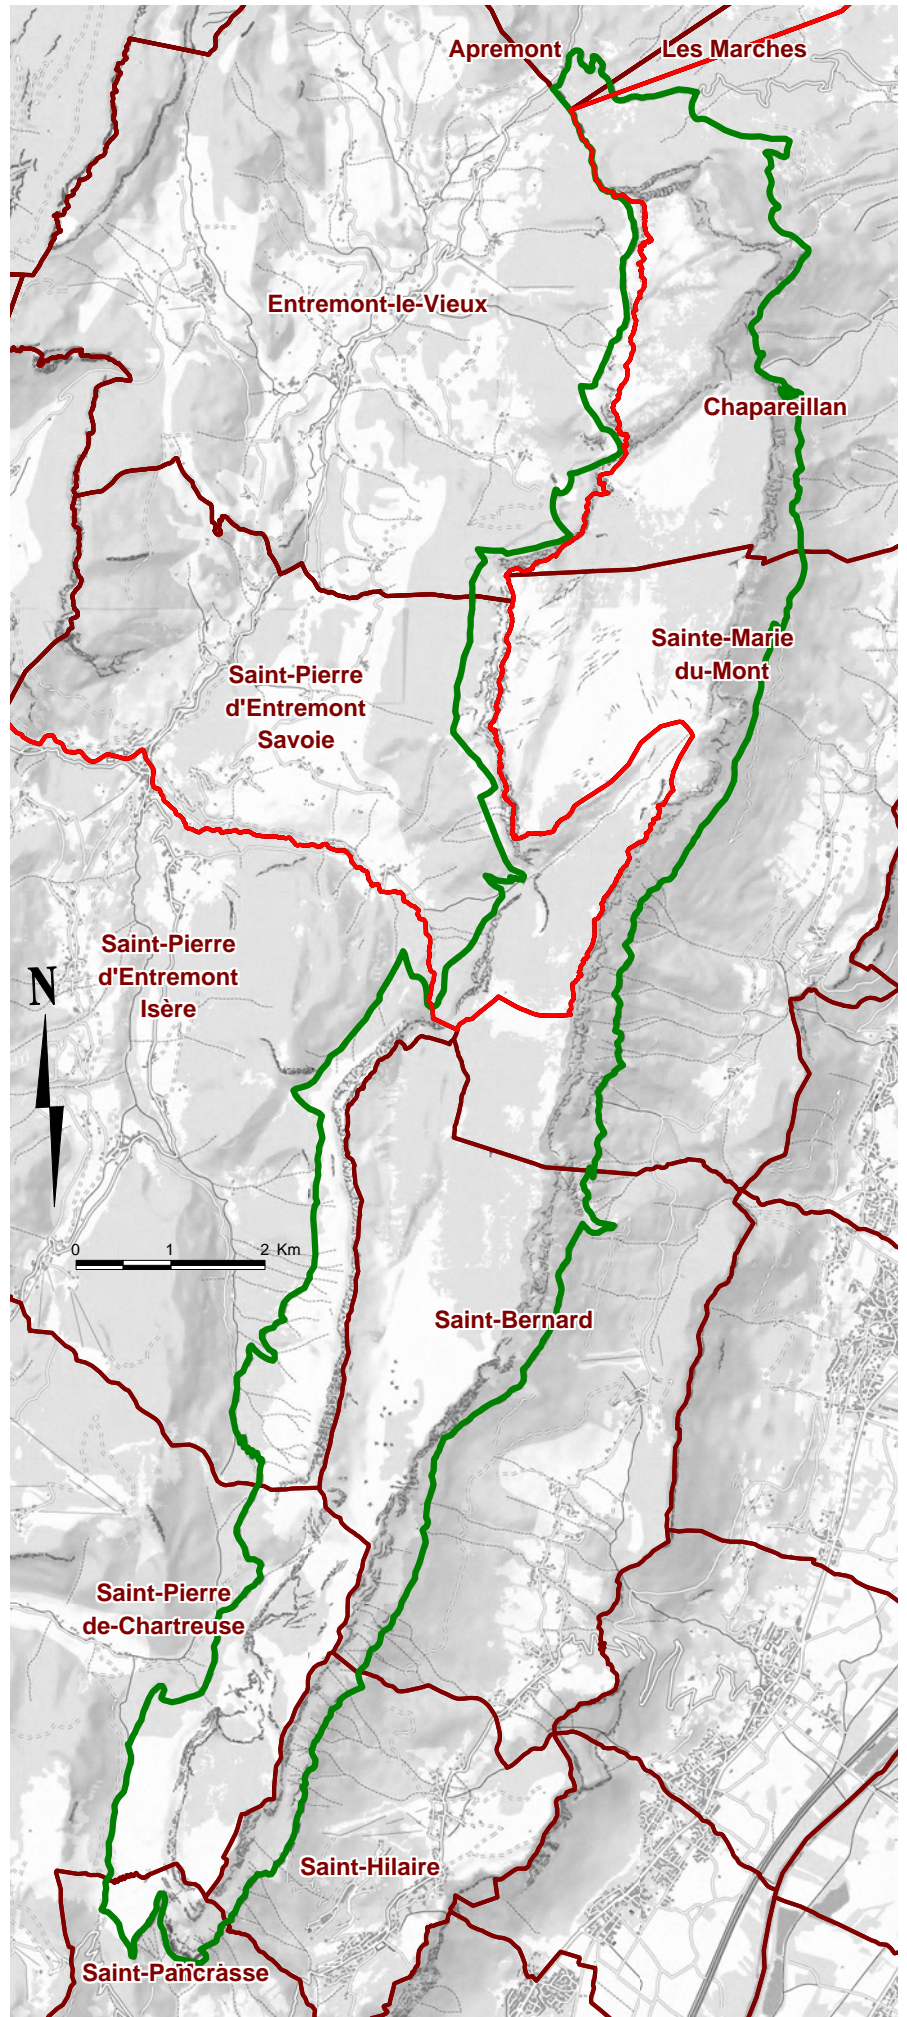 Apremont
Les Marches
Entremont-le-Vieux
Chapareillan
Sainte-Marie
du-Mont
Saint-Pierre
d'Entremont
Savoie
Saint-Pierre
d'Entremont
Isère
N
0 1 2 Km
Saint-Bernard
Saint-Pierre
de-Chartreuse
Saint-Hilaire
Saint-Pancrasse